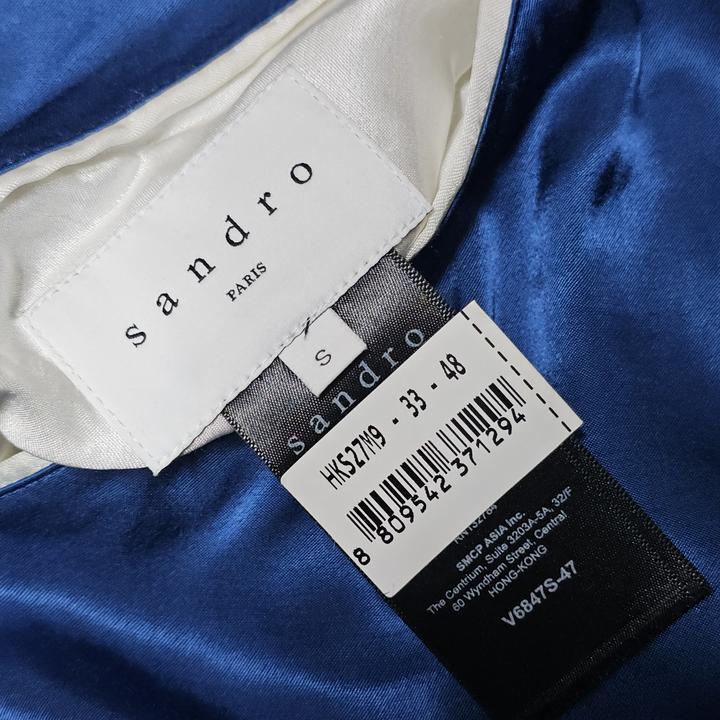 sandro
PARIS
S
sandro
HKS27M9 - 33 - 48
8 809542 371294
SMCP ASIA Inc.
The Centrium, Suite 3203A-5A, 32/F
60 Wyndham Street, Central
HONG-KONG
V6847S-47